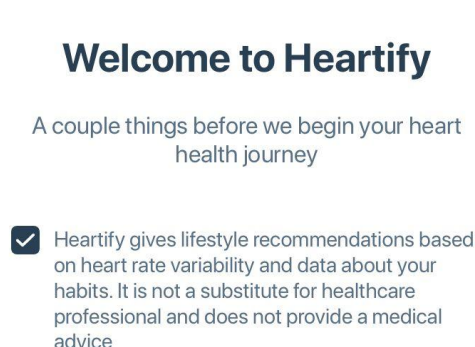 Welcome to Heartify
A couple things before we begin your heart
health journey
Heartify gives lifestyle recommendations based
on heart rate variability and data about your
habits. It is not a substitute for healthcare
professional and does not provide a medical
advice